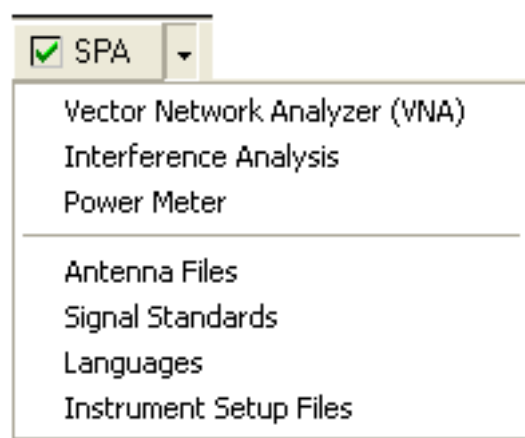 SPA
Vector Network Analyzer (VNA)
Interference Analysis
Power Meter
Antenna Files
Signal Standards
Languages
Instrument Setup Files